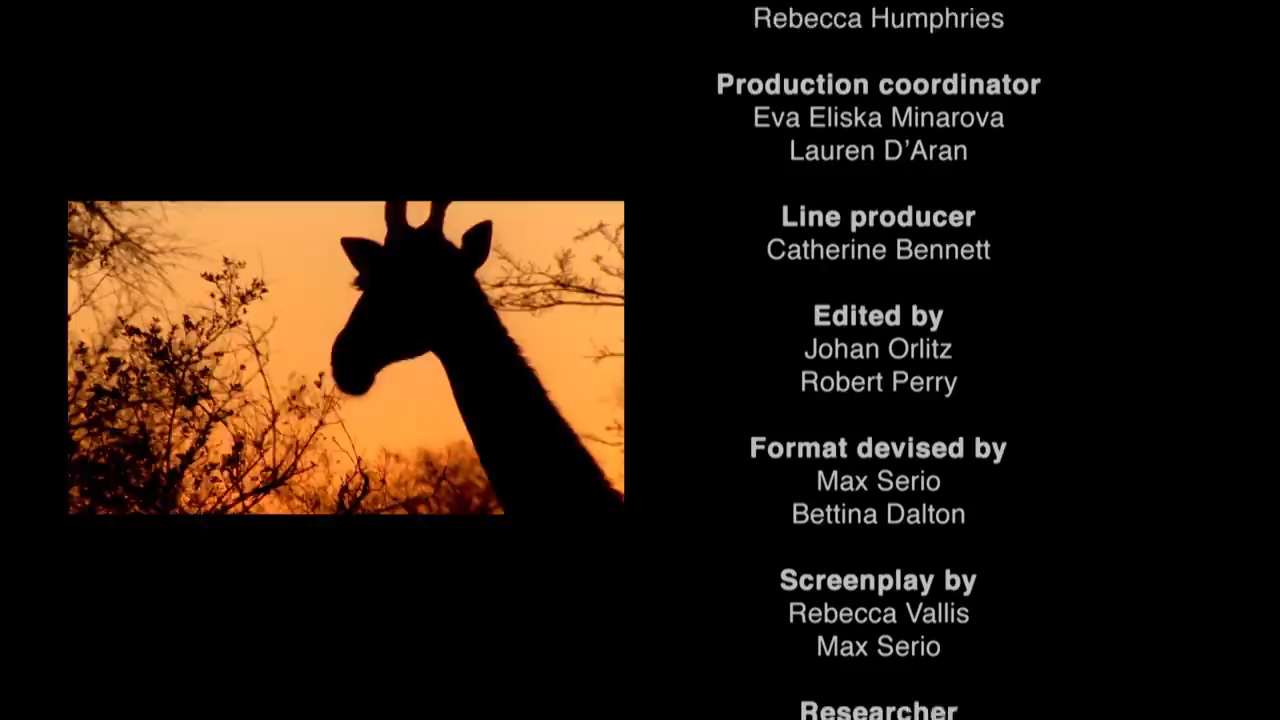 Rebecca Humphries
Production coordinator
Eva Eliska Minarova
Lauren D’Aran
Line producer
Catherine Bennett
Edited by
Johan Orlitz
Robert Perry
Format devised by
Max Serio
Bettina Dalton
Screenplay by
Rebecca Vallis
Max Serio
Researcher